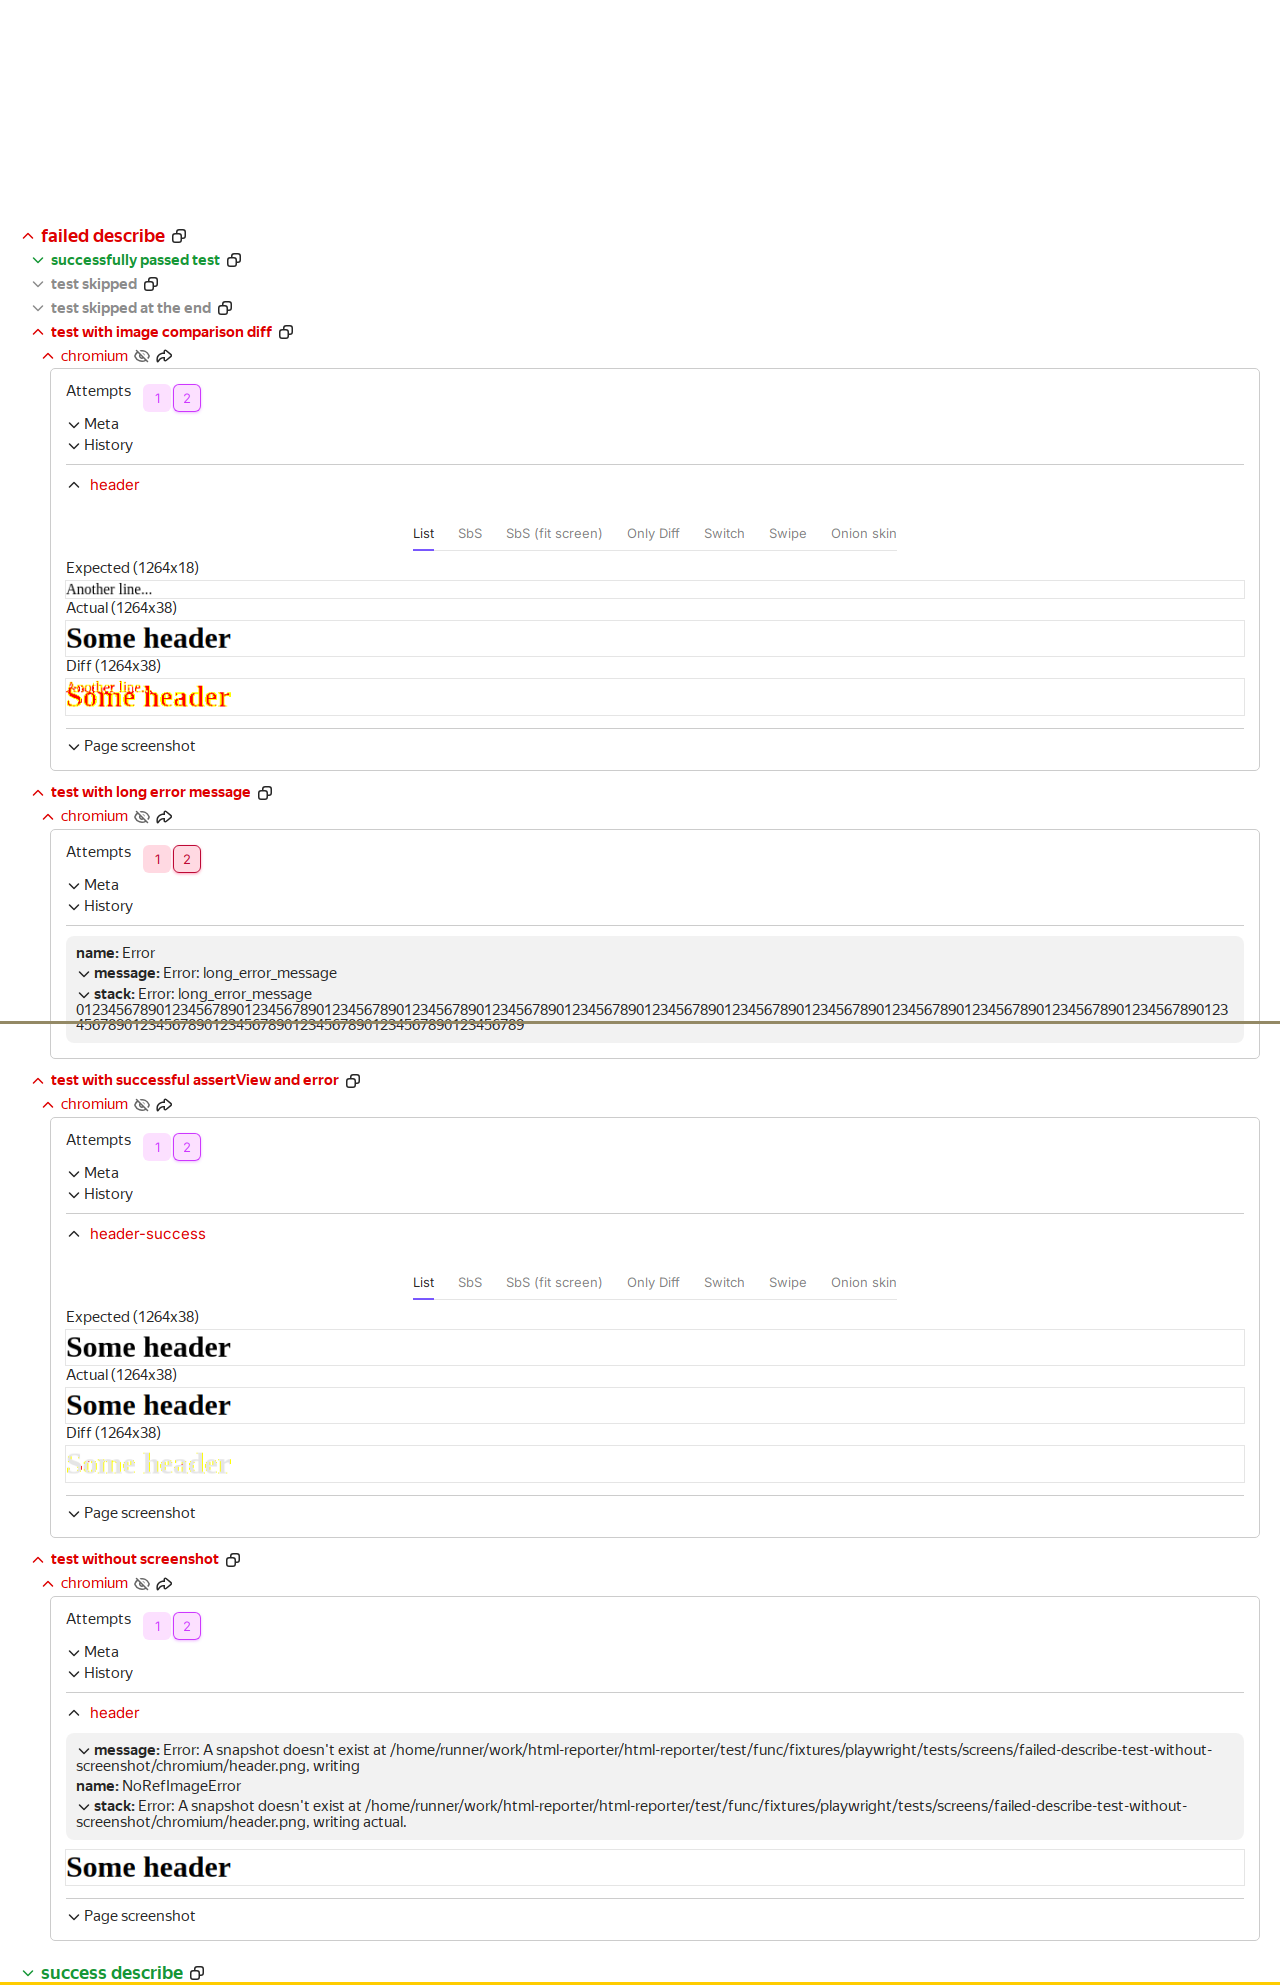 failed describe
successfully passed test
test skipped
test skipped at the end
test with image comparison diff
chromium
Attempts 1 2
Meta
History
header
List SbS SbS (fit screen) Only Diff Switch Swipe Onion skin
Expected (1264x18)
Another line...
Actual (1264x38)
Some header
Diff (1264x38)
Another line...
Some header
Page screenshot
test with long error message
chromium
Attempts 1 2
Meta
History
name: Error
message: Error: long_error_message
stack: Error: long_error_message
0123456789012345678901234567890123456789012345678901234567890123456789012345678901234567890123456789012345678901234567890123456789012345678901234567890123
45678901234567890123456789012345678901234567890123456789
test with successful assertView and error
chromium
Attempts 1 2
Meta
History
header-success
List SbS SbS (fit screen) Only Diff Switch Swipe Onion skin
Expected (1264x38)
Some header
Actual (1264x38)
Some header
Diff (1264x38)
Some header
Page screenshot
test without screenshot
chromium
Attempts 1 2
Meta
History
header
message: Error: A snapshot doesn't exist at /home/runner/work/html-reporter/html-reporter/test/func/fixtures/playwright/tests/screens/failed-describe-test-without-
screenshot/chromium/header.png, writing
name: NoRefImageError
stack: Error: A snapshot doesn't exist at /home/runner/work/html-reporter/html-reporter/test/func/fixtures/playwright/tests/screens/failed-describe-test-without-
screenshot/chromium/header.png, writing actual.
Some header
Page screenshot
success describe